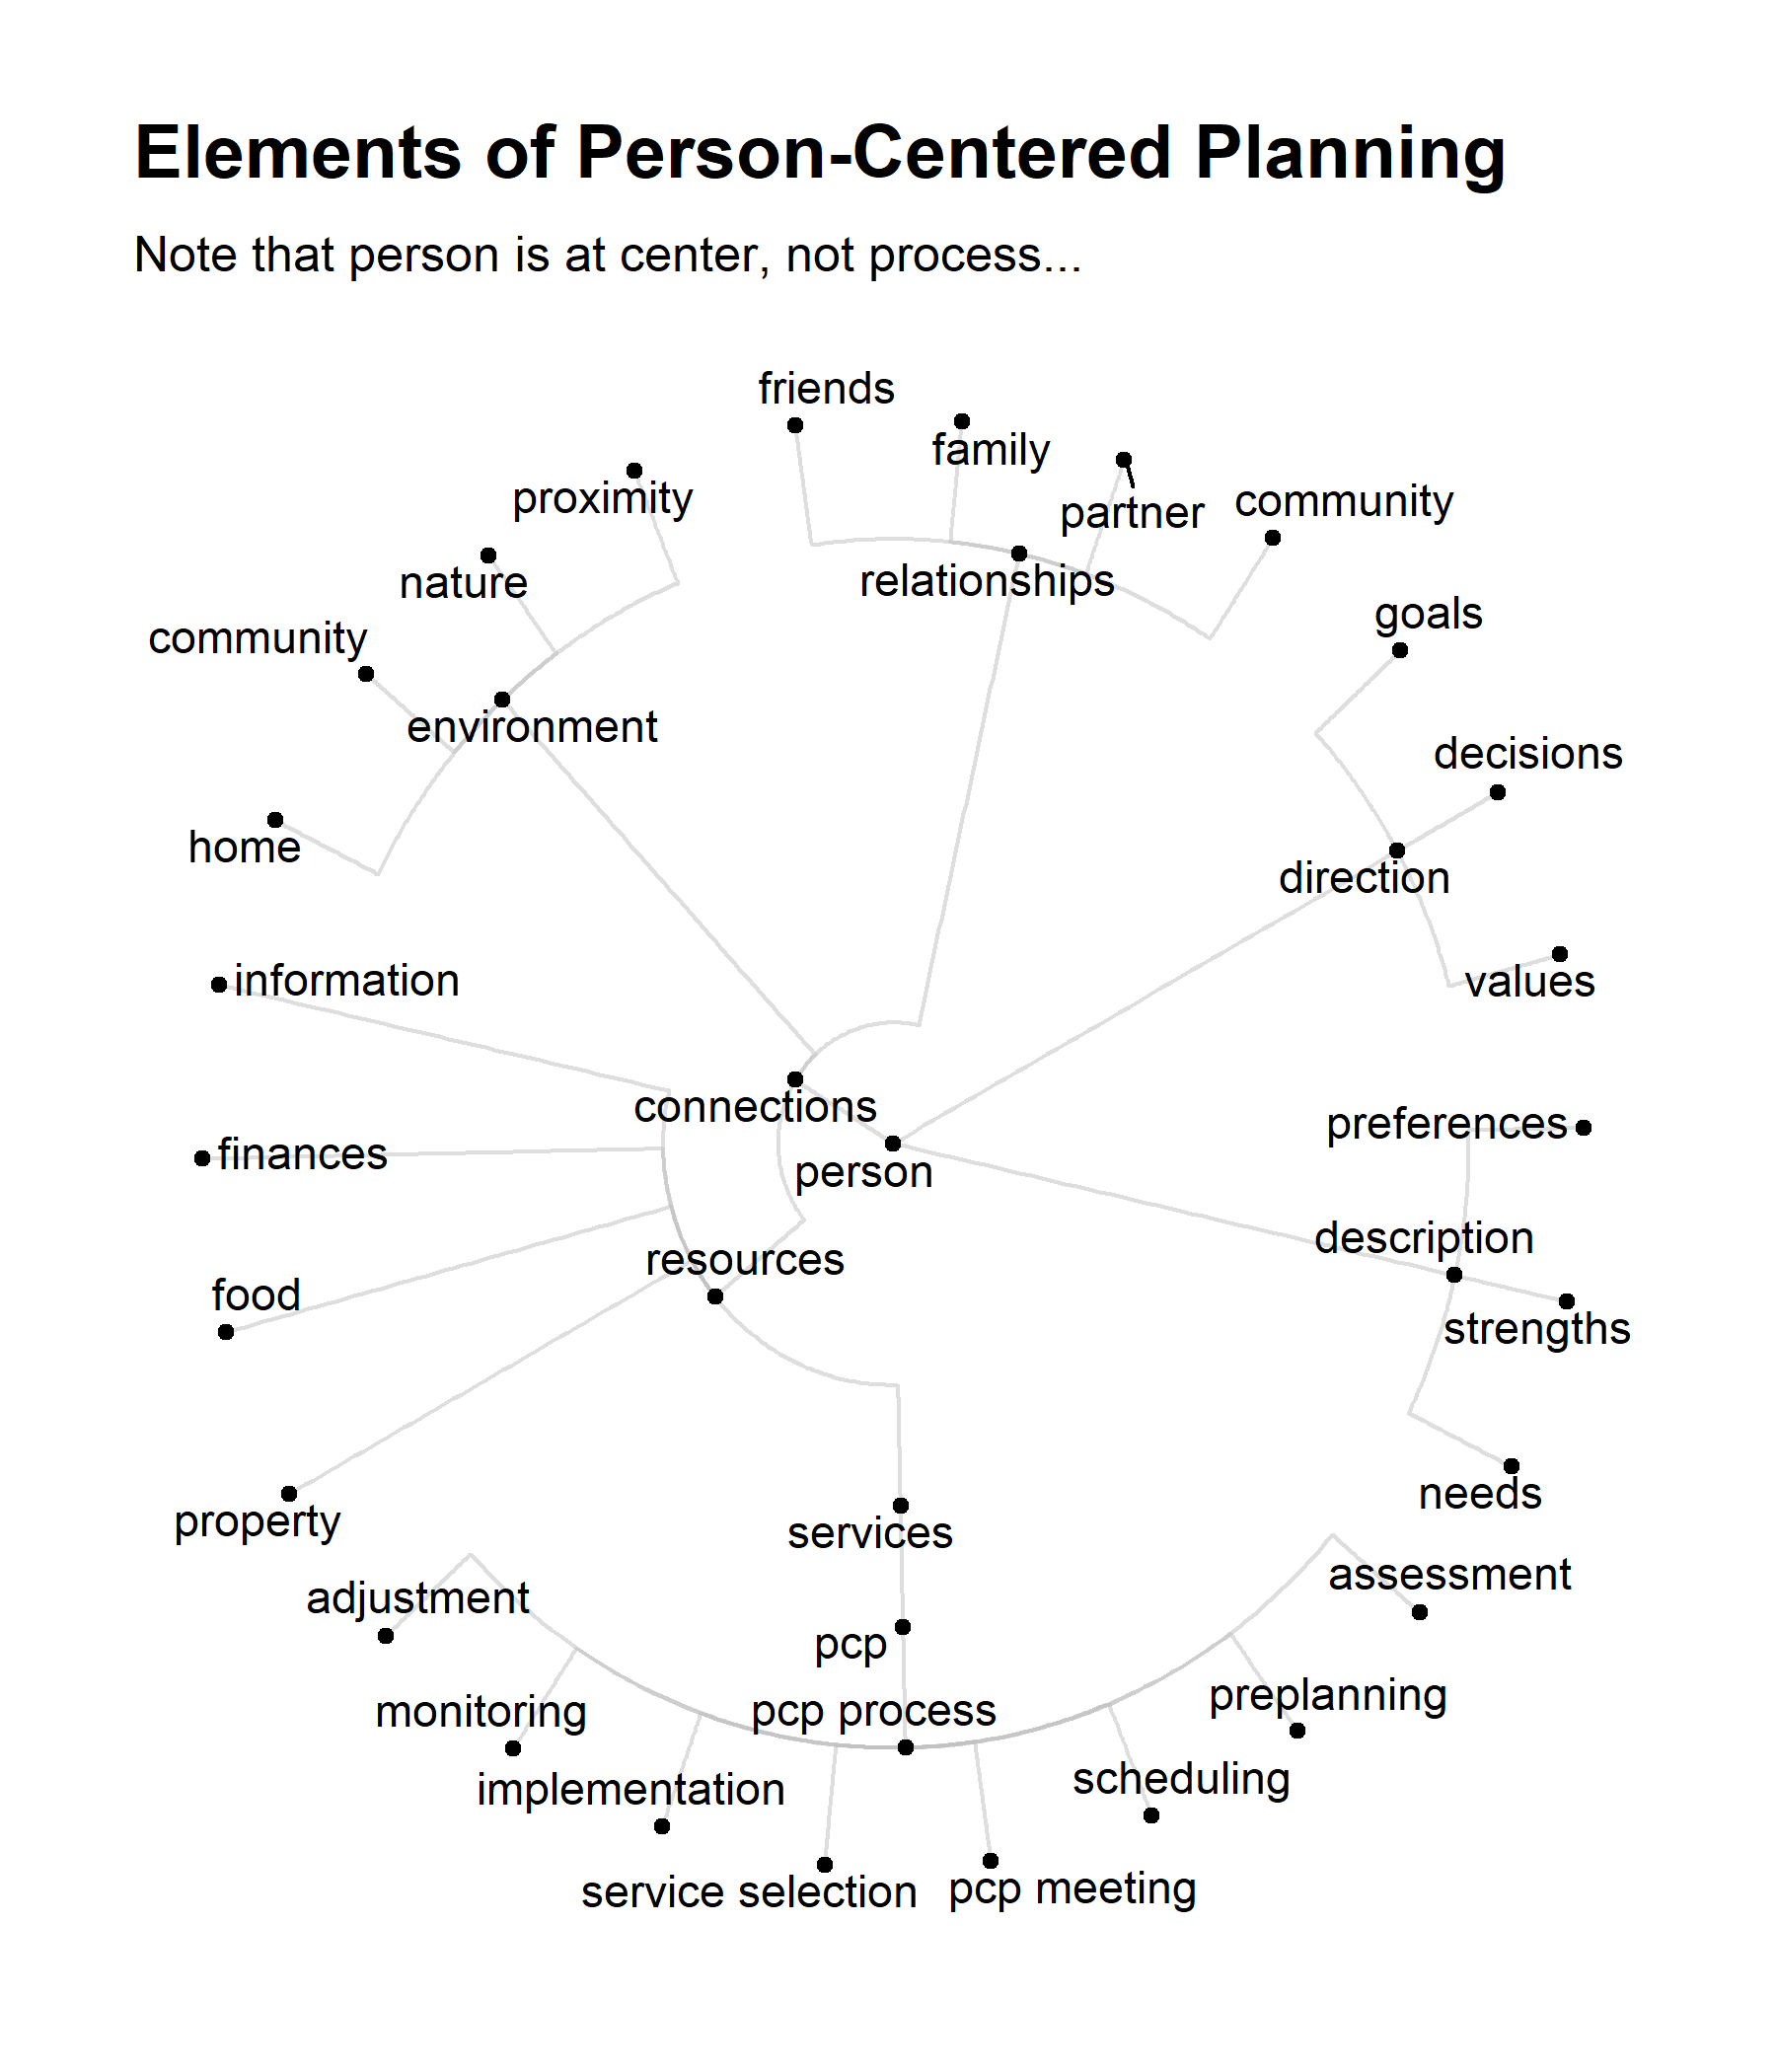 Elements of Person-Centered Planning
Note that person is at center, not process...
friends
family
proximity
partner
community
nature
relationships
goals
community
environment
decisions
home
direction
information
values
connections
preferences
finances
person
description
resources
food
strengths
property
needs
services
assessment
adjustment
pcp
preplanning
monitoring
pcp process
scheduling
implementation
service selection
pcp meeting